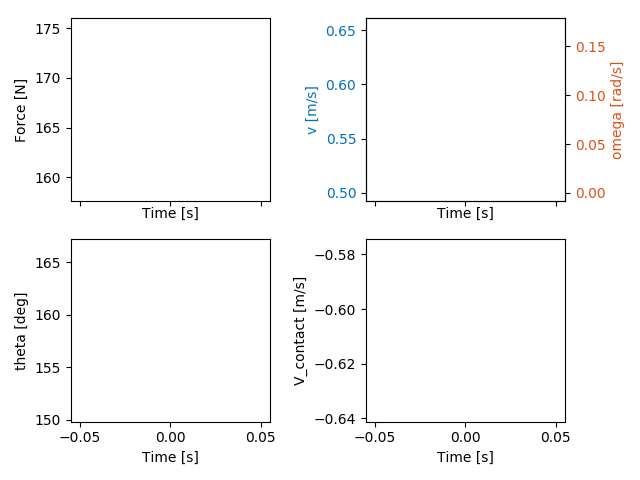 Force [N]
175
170
165
160
Time [s]
v [m/s]
0.65
0.60
0.55
0.50
0.15
0.10
0.05
0.00
omega [rad/s]
Time [s]
theta [deg]
165
160
155
150
−0.05
0.00
0.05
Time [s]
V_contact [m/s]
−0.58
−0.60
−0.62
−0.64
−0.05
0.00
0.05
Time [s]